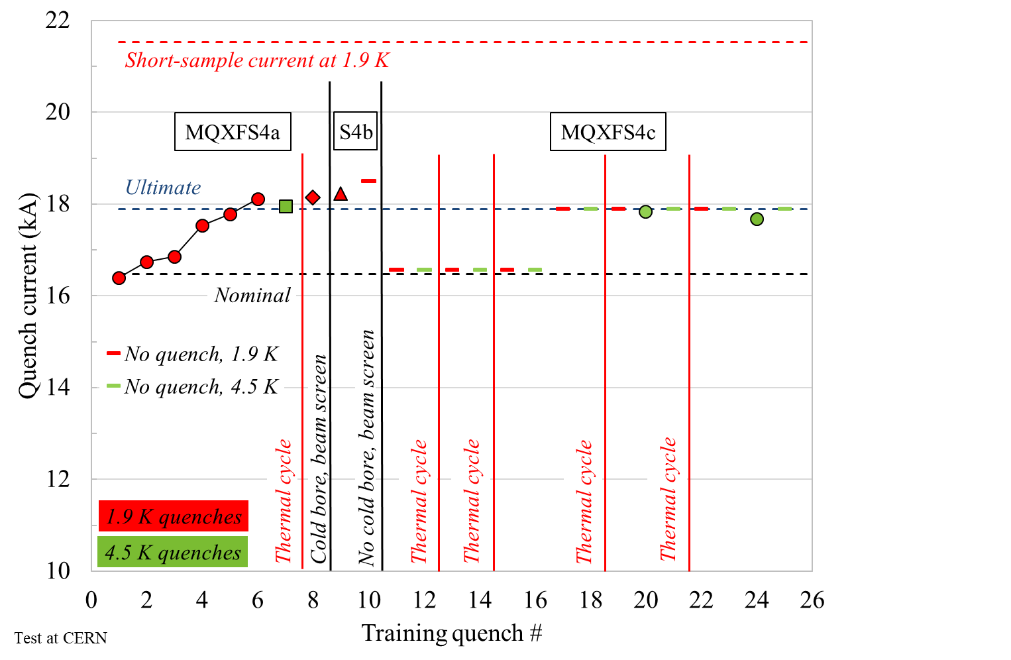 22
20
18
16
14
12
10
Quench current (kA)
Short-sample current at 1.9 K
MQXFS4a
S4b
MQXFS4c
Ultimate
Nominal
No quench, 1.9 K
No quench, 4.5 K
1.9 K quenches
4.5 K quenches
Thermal cycle
Cold bore, beam screen
No cold bore, beam screen
Thermal cycle
Thermal cycle
Thermal cycle
Thermal cycle
0 2 4 6 8 10 12 14 16 18 20 22 24 26
Training quench #
Test at CERN